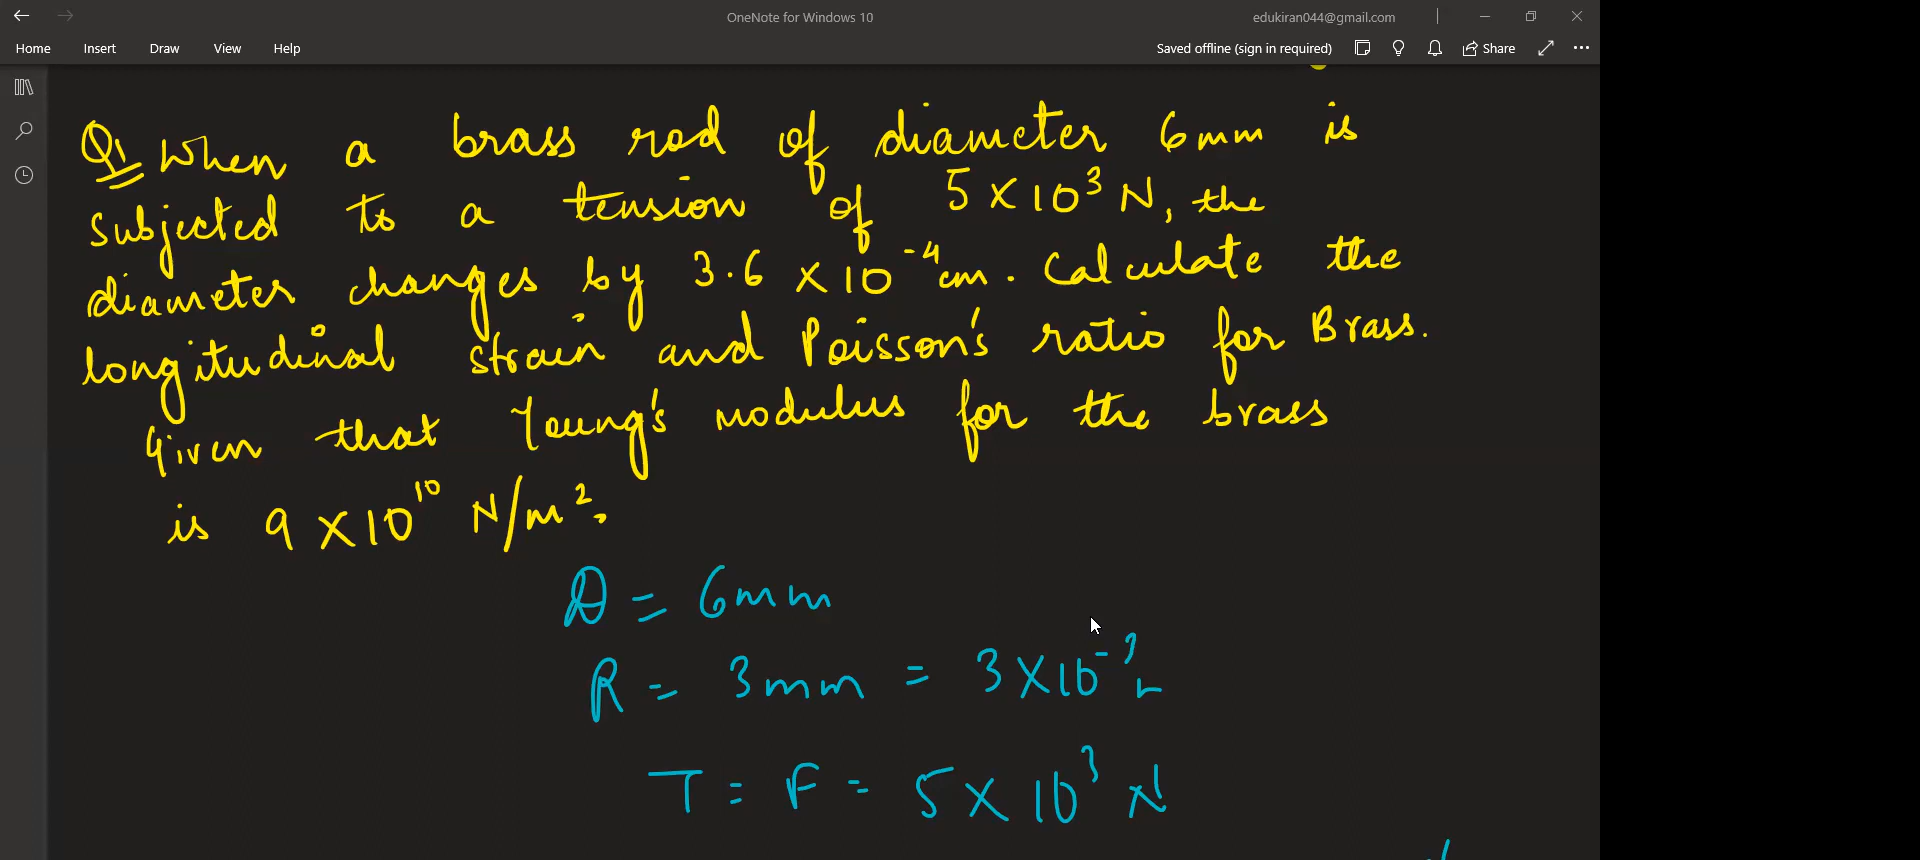 OneNote for Windows 10
edukiran044@gmail.com
Home Insert Draw View Help
Saved offline (sign in required) Share
Q1 When a brass rod of diameter 6mm is
subjected to a tension of 5 × 10³ N, the
diameter changes by 3.6 × 10⁻⁴ cm. Calculate the
longitudinal strain and Poisson's ratio for Brass.
Given that Young's modulus for the brass
is 9 × 10¹⁰ N/m².
D = 6mm
R = 3mm = 3 × 10⁻³
T = F = 5 × 10³ N